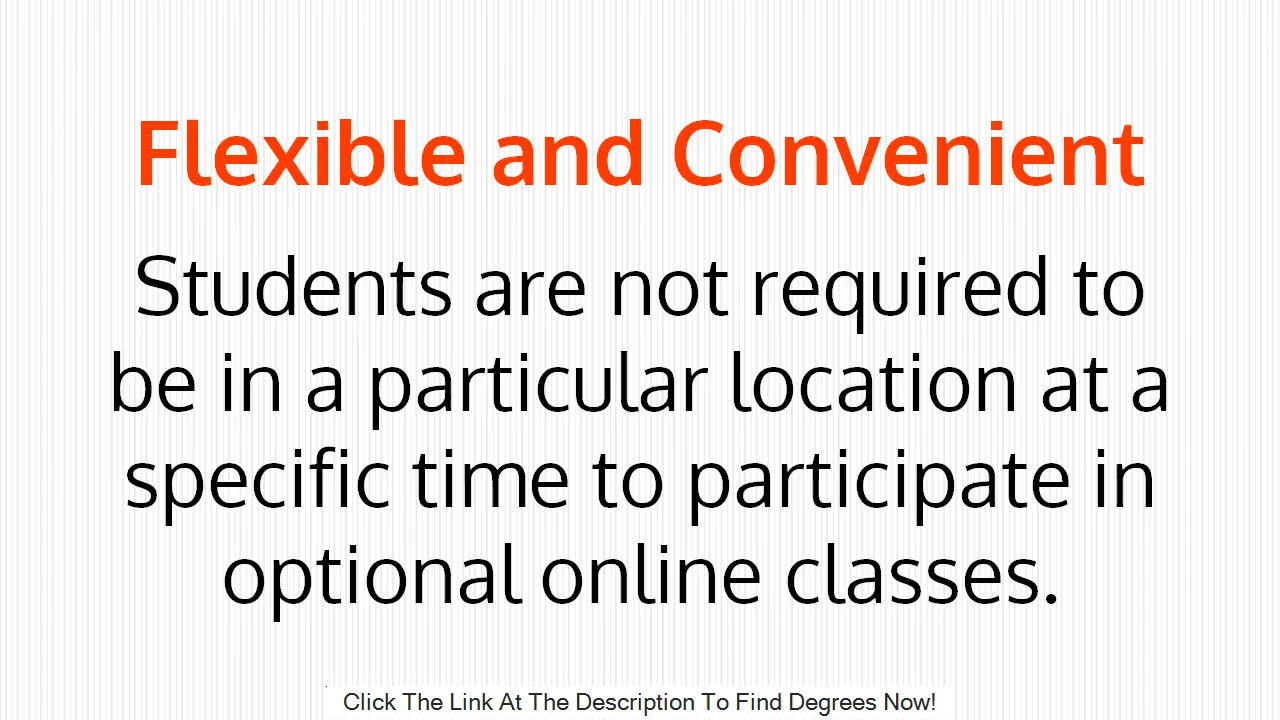 Flexible and Convenient
Students are not required to
be in a particular location at a
specific time to participate in
optional online classes.
Click The Link At The Description To Find Degrees Now!